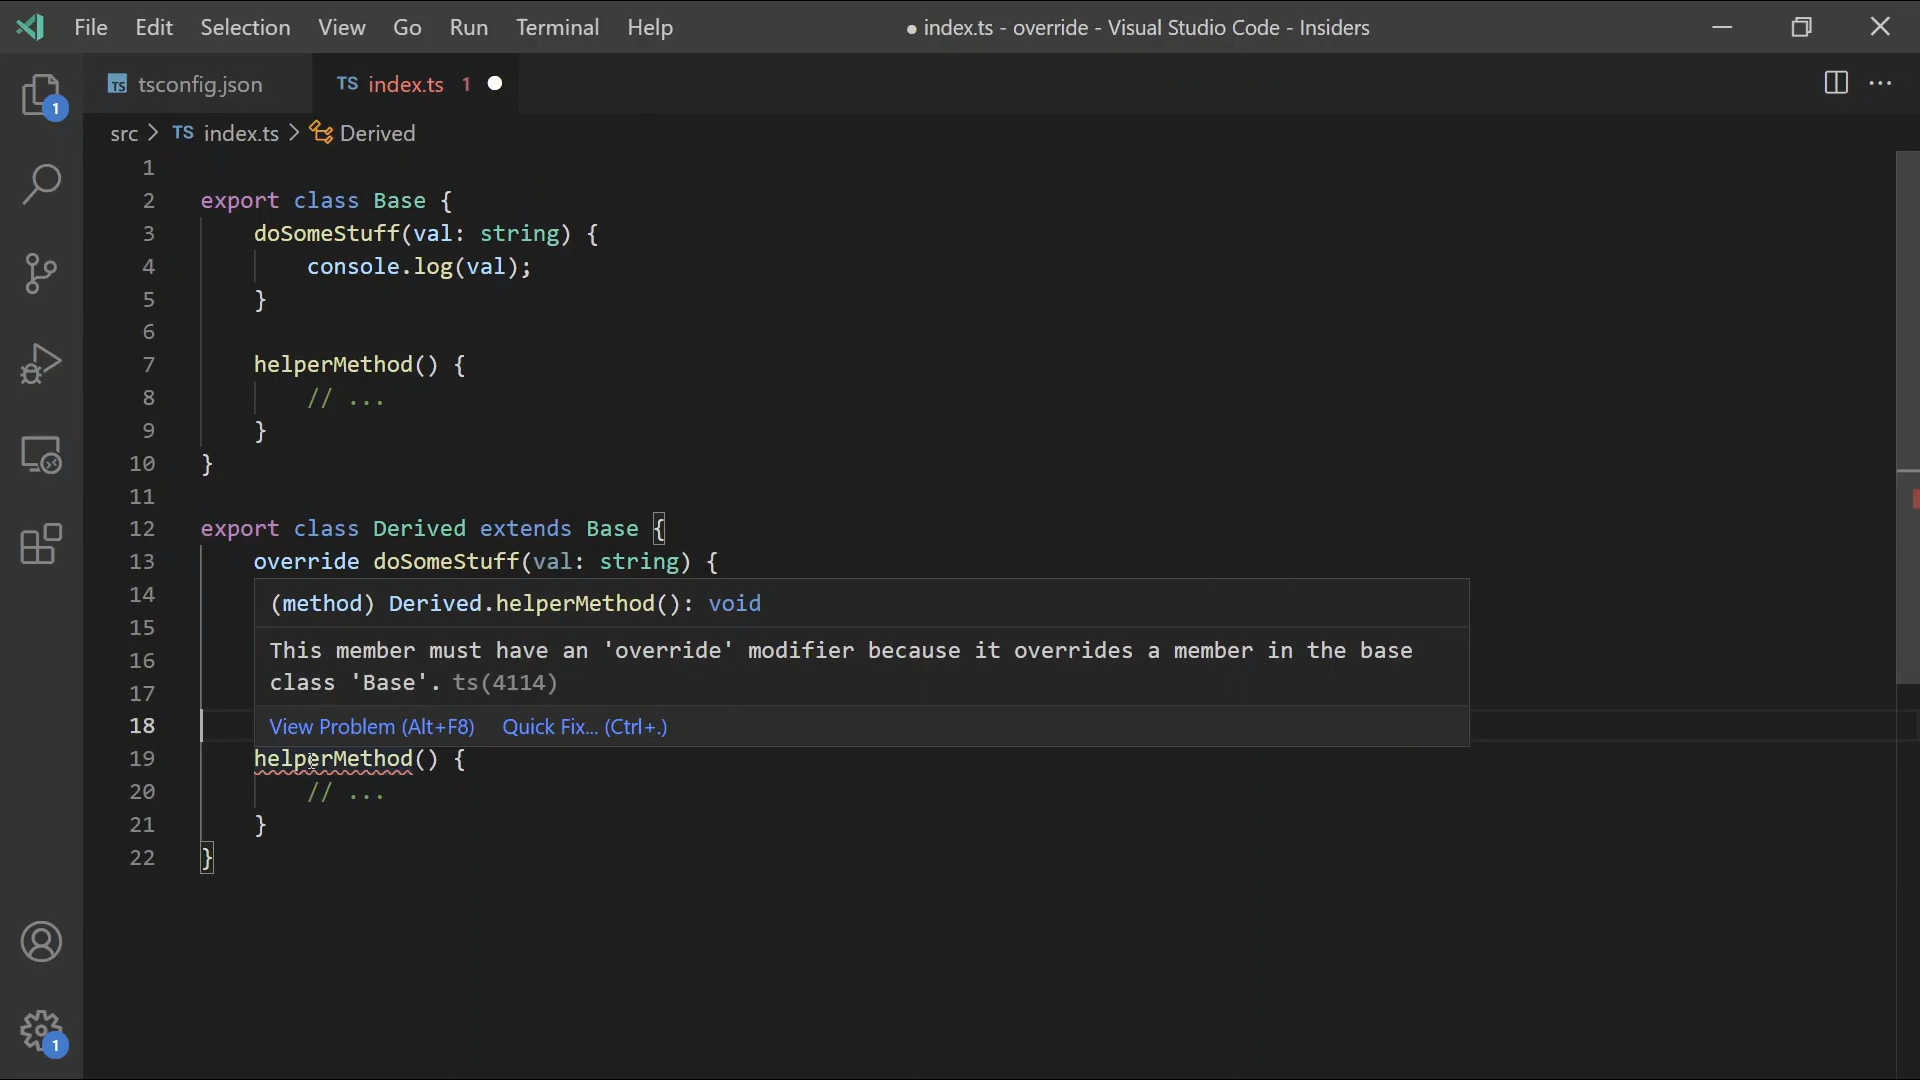 File Edit Selection View Go Run Terminal Help ● index.ts - override - Visual Studio Code - Insiders
TS tsconfig.json TS index.ts 1
1
src > TS index.ts > Derived
1
2 export class Base {
3 doSomeStuff(val: string) {
4 console.log(val);
5 }
6
7 helperMethod() {
8 // ...
9 }
10 }
11
12 export class Derived extends Base {
13 override doSomeStuff(val: string) {
14 (method) Derived.helperMethod(): void
15
16 This member must have an 'override' modifier because it overrides a member in the base
17 class 'Base'. ts(4114)
18 View Problem (Alt+F8) Quick Fix... (Ctrl+.)
19 helperMethod() {
20 // ...
21 }
22 }
1